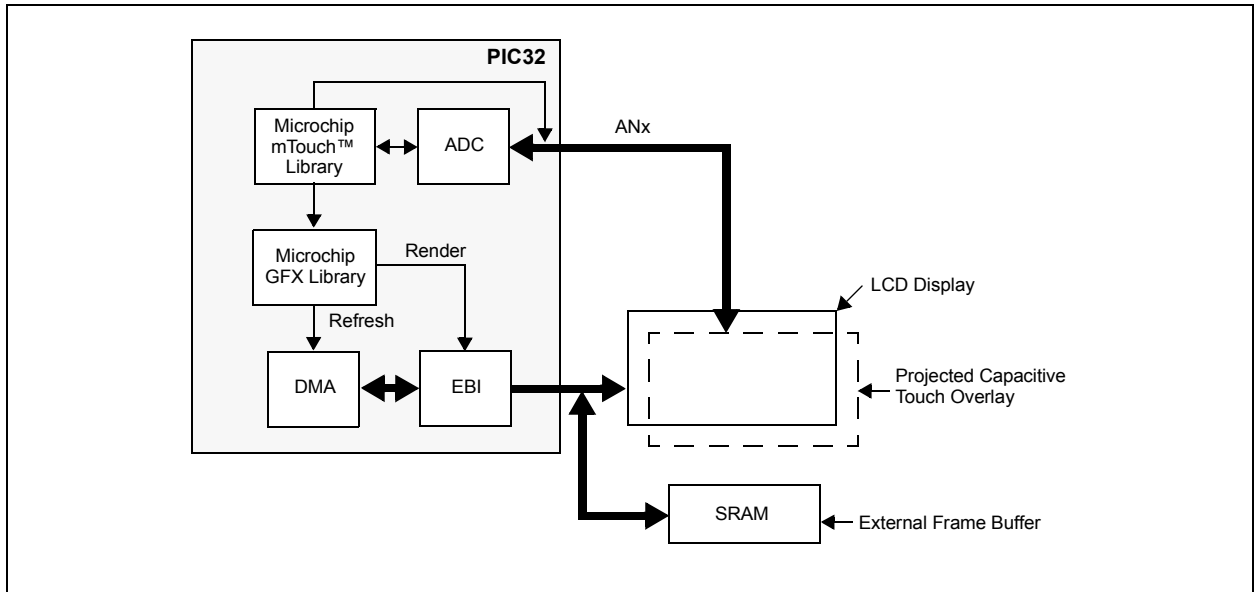 PIC32
Microchip
mTouch™
Library
ADC
ANx
Microchip
GFX Library
Render
Refresh
DMA
EBI
LCD Display
Projected Capacitive
Touch Overlay
SRAM
External Frame Buffer